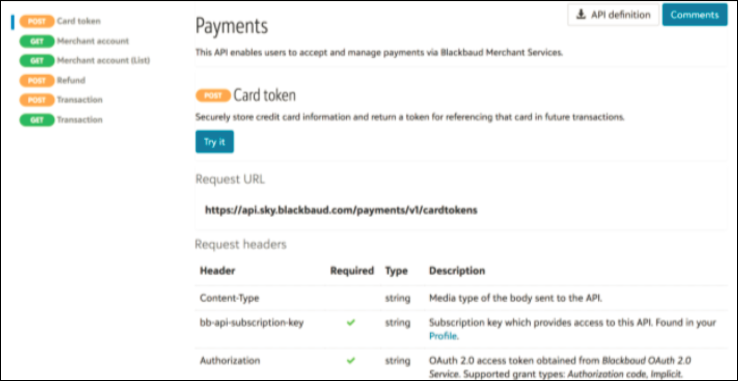 POST Card token
GET Merchant account
GET Merchant account (List)
POST Refund
POST Transaction
GET Transaction
API definition
Comments
Payments
This API enables users to accept and manage payments via Blackbaud Merchant Services.
POST Card token
Securely store credit card information and return a token for referencing that card in future transactions.
Try it
Request URL
https://api.sky.blackbaud.com/payments/v1/cardtokens
Request headers
Header Required Type Description
Content-Type string Media type of the body sent to the API.
bb-api-subscription-key ✓ string Subscription key which provides access to this API. Found in your
Profile.
Authorization ✓ string OAuth 2.0 access token obtained from Blackbaud OAuth 2.0
Service. Supported grant types: Authorization code, Implicit.